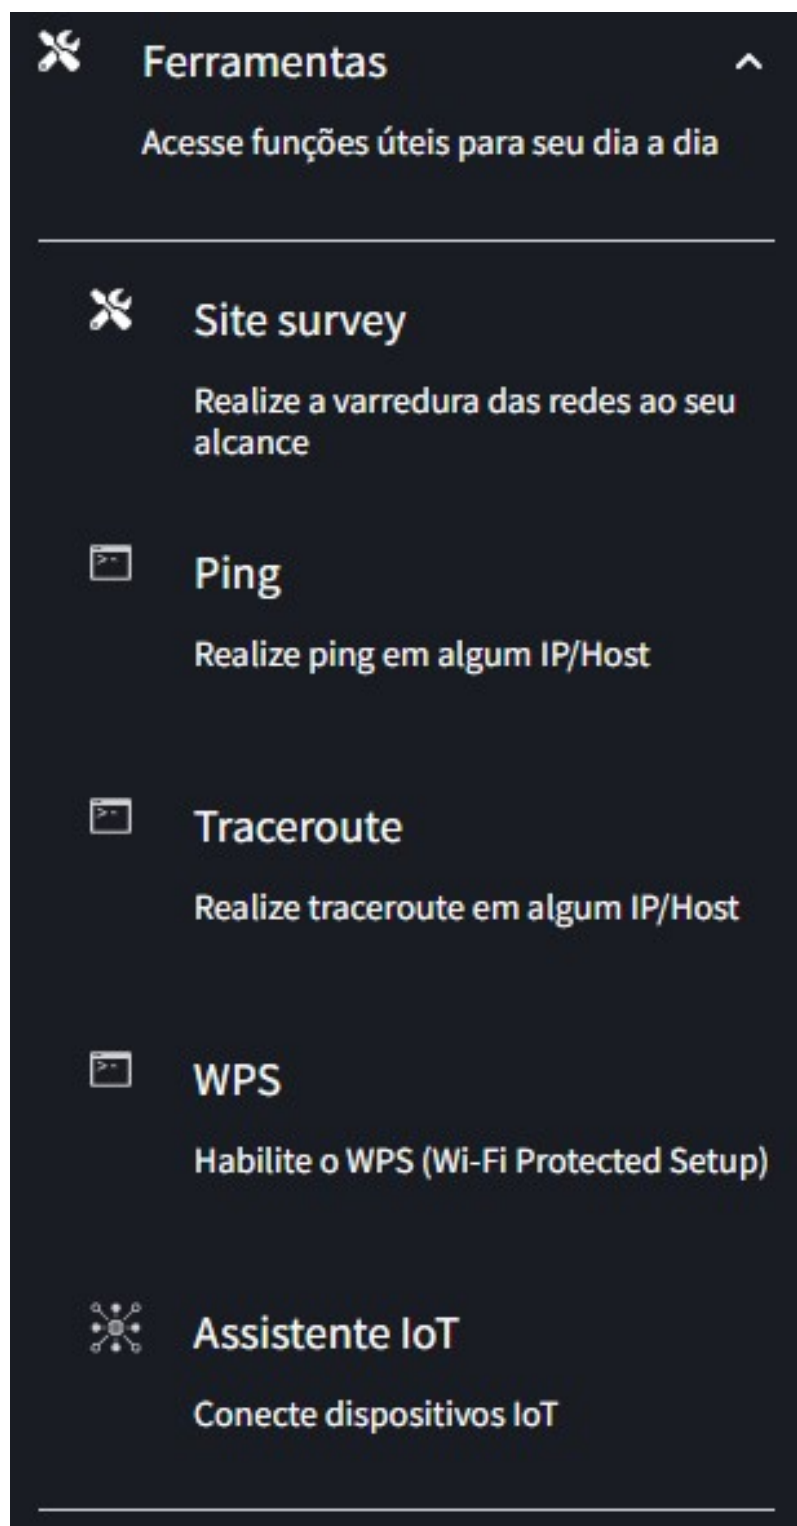 Ferramentas
Acesse funções úteis para seu dia a dia
Site survey
Realize a varredura das redes ao seu
alcance
Ping
Realize ping em algum IP/Host
Traceroute
Realize traceroute em algum IP/Host
WPS
Habilite o WPS (Wi-Fi Protected Setup)
Assistente IoT
Conecte dispositivos IoT